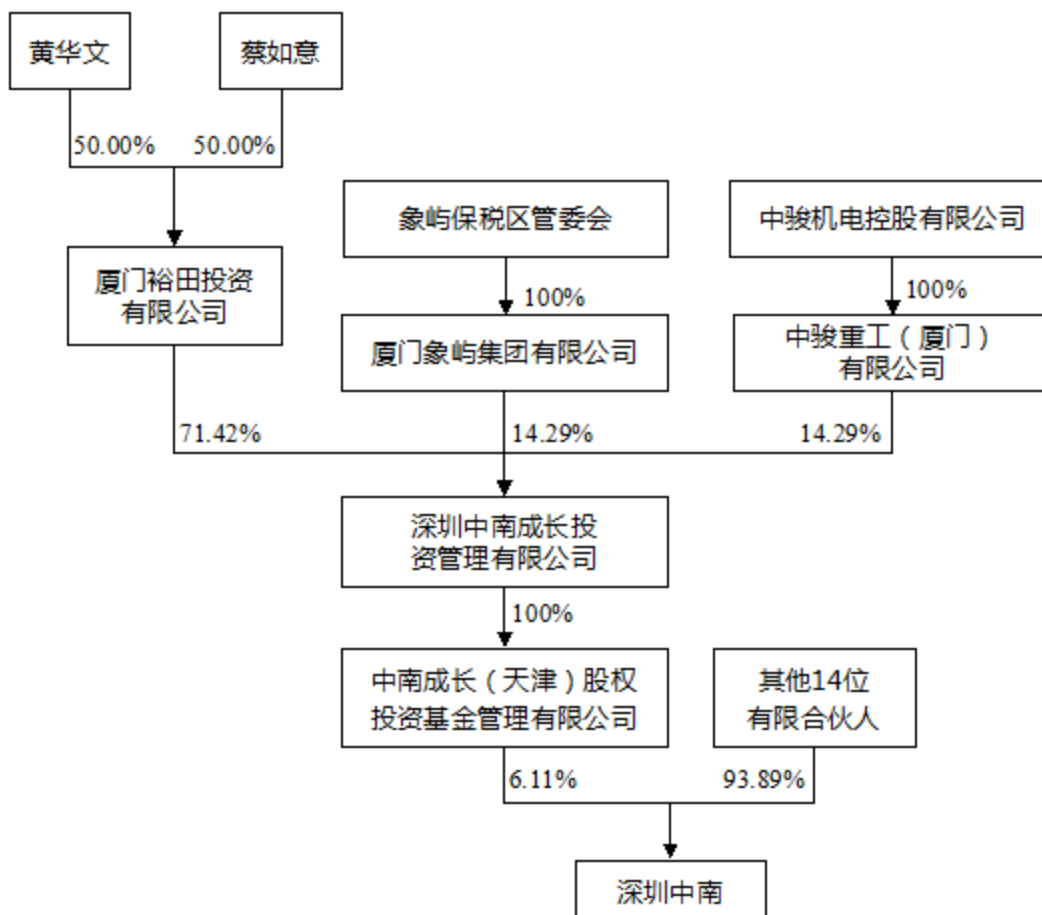 黄华文
蔡如意
50.00%
50.00%
象屿保税区管委会
中骏机电控股有限公司
厦门裕田投资
有限公司
100%
100%
厦门象屿集团有限公司
中骏重工（厦门）
有限公司
71.42%
14.29%
14.29%
深圳中南成长投
资管理有限公司
100%
中南成长（天津）股权
投资基金管理有限公司
其他14位
有限合伙人
6.11%
93.89%
深圳中南